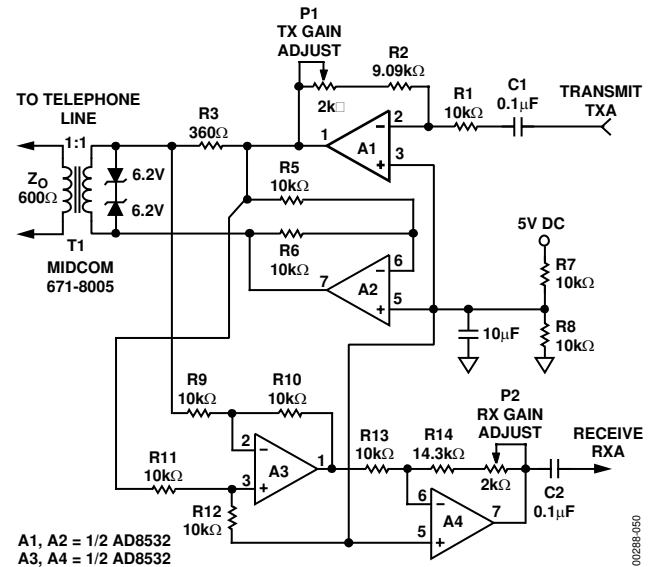 P1
TX GAIN
ADJUST
2k□
R2
9.09kΩ
R1
10kΩ
C1
0.1μF
TRANSMIT
TXA
TO TELEPHONE
LINE
1:1
ZO
600Ω
T1
MIDCOM
671-8005
6.2V
6.2V
R3
360Ω
1
2
3
A1
R5
10kΩ
R6
10kΩ
7
6
5
A2
5V DC
R7
10kΩ
R8
10kΩ
10μF
R9
10kΩ
R10
10kΩ
R11
10kΩ
R12
10kΩ
2
3
1
A3
R13
10kΩ
R14
14.3kΩ
P2
RX GAIN
ADJUST
2kΩ
6
5
7
A4
C2
0.1μF
RECEIVE
RXA
A1, A2 = 1/2 AD8532
A3, A4 = 1/2 AD8532
00288-050